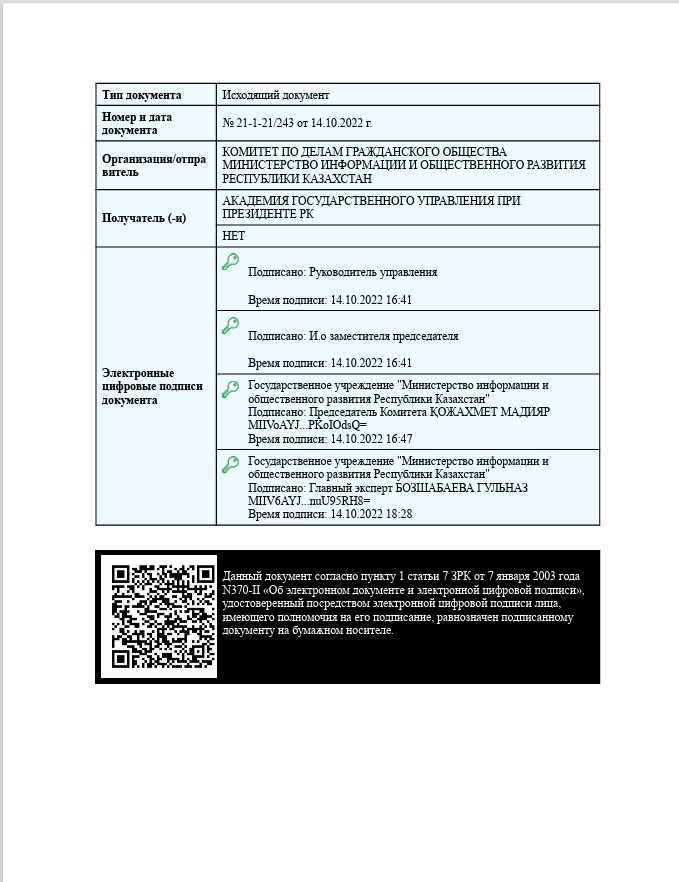 Тип документа
Исходящий документ
Номер и дата
документа
№ 21-1-21/243 от 14.10.2022 г.
Организация/отпра
витель
КОМИТЕТ ПО ДЕЛАМ ГРАЖДАНСКОГО ОБЩЕСТВА
МИНИСТЕРСТВО ИНФОРМАЦИИ И ОБЩЕСТВЕННОГО РАЗВИТИЯ
РЕСПУБЛИКИ КАЗАХСТАН
Получатель (-и)
АКАДЕМИЯ ГОСУДАРСТВЕННОГО УПРАВЛЕНИЯ ПРИ
ПРЕЗИДЕНТЕ РК
НЕТ
Электронные
цифровые подписи
документа
Подписано: Руководитель управления
Время подписи: 14.10.2022 16:41
Подписано: И.о заместителя председателя
Время подписи: 14.10.2022 16:41
Государственное учреждение "Министерство информации и
общественного развития Республики Казахстан"
Подписано: Председатель Комитета ҚОЖАХМЕТ МАДИЯР
MIIVoAYJ...PKoIOdsQ=
Время подписи: 14.10.2022 16:47
Государственное учреждение "Министерство информации и
общественного развития Республики Казахстан"
Подписано: Главный эксперт БОЗШАБАЕВА ГУЛЬНАЗ
MIIV6AYJ...nuU95RH8=
Время подписи: 14.10.2022 18:28
Данный документ согласно пункту 1 статьи 7 ЗРК от 7 января 2003 года
N370-II «Об электронном документе и электронной цифровой подписи»,
удостоверенный посредством электронной цифровой подписи лица,
имеющего полномочия на его подписание, равнозначен подписанному
документу на бумажном носителе.